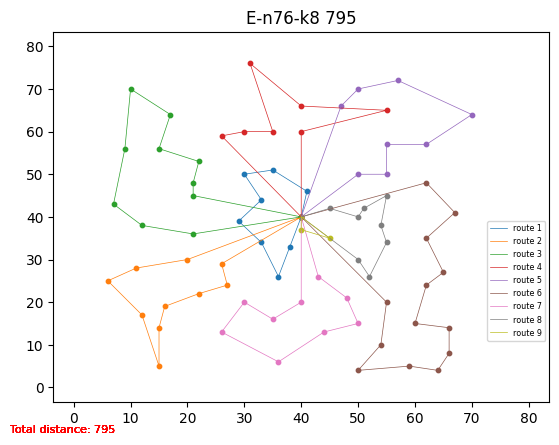 E-n76-k8 795
80
70
60
50
40
30
20
10
0
route 1
route 2
route 3
route 4
route 5
route 6
route 7
route 8
route 9
0 10 20 30 40 50 60 70 80
Total distance: 795